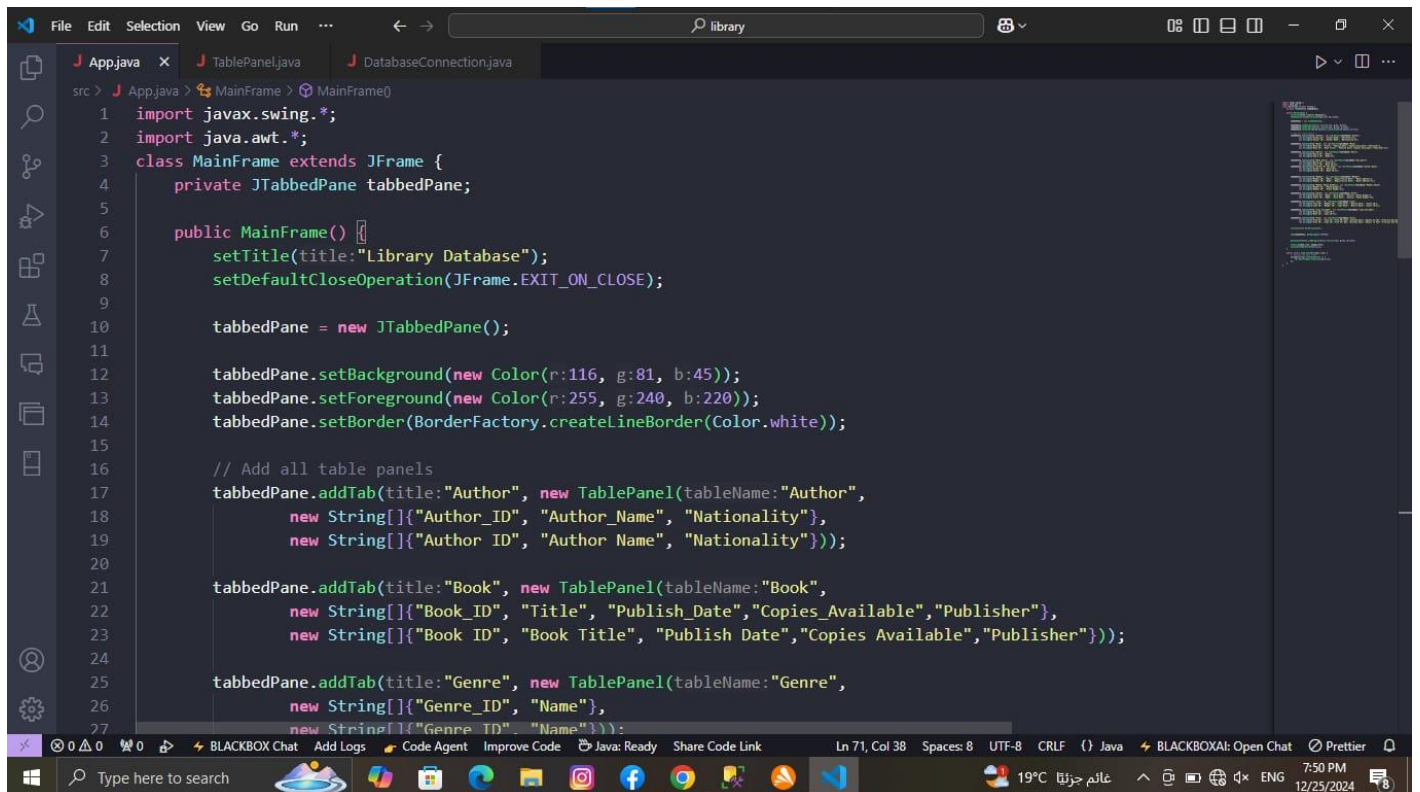 File Edit Selection View Go Run ··· ← → library
J App.java × J TablePanel.java J DatabaseConnection.java
src > J App.java > MainFrame > MainFrame()
1 import javax.swing.*;
2 import java.awt.*;
3 class MainFrame extends JFrame {
4 private JTabbedPane tabbedPane;
5
6 public MainFrame() {
7 setTitle(title:"Library Database");
8 setDefaultCloseOperation(JFrame.EXIT_ON_CLOSE);
9
10 tabbedPane = new JTabbedPane();
11
12 tabbedPane.setBackground(new Color(r:116, g:81, b:45));
13 tabbedPane.setForeground(new Color(r:255, g:240, b:220));
14 tabbedPane.setBorder(BorderFactory.createLineBorder(Color.white));
15
16 // Add all table panels
17 tabbedPane.addTab(title:"Author", new TablePanel(tableName:"Author",
18 new String[]{"Author_ID", "Author_Name", "Nationality"},
19 new String[]{"Author ID", "Author Name", "Nationality"}));
20
21 tabbedPane.addTab(title:"Book", new TablePanel(tableName:"Book",
22 new String[]{"Book_ID", "Title", "Publish_Date","Copies_Available","Publisher"},
23 new String[]{"Book ID", "Book Title", "Publish Date","Copies Available","Publisher"}));
24
25 tabbedPane.addTab(title:"Genre", new TablePanel(tableName:"Genre",
26 new String[]{"Genre_ID", "Name"},
27 new String[]{"Genre ID", "Name"}));
0 0 0 BLACKBOX Chat Add Logs Code Agent Improve Code Java: Ready Share Code Link Ln 71, Col 38 Spaces: 8 UTF-8 CRLF {} Java BLACKBOXAI: Open Chat Prettier
Type here to search 19°C غائم جزئيًا ENG 7:50 PM
12/25/2024 8